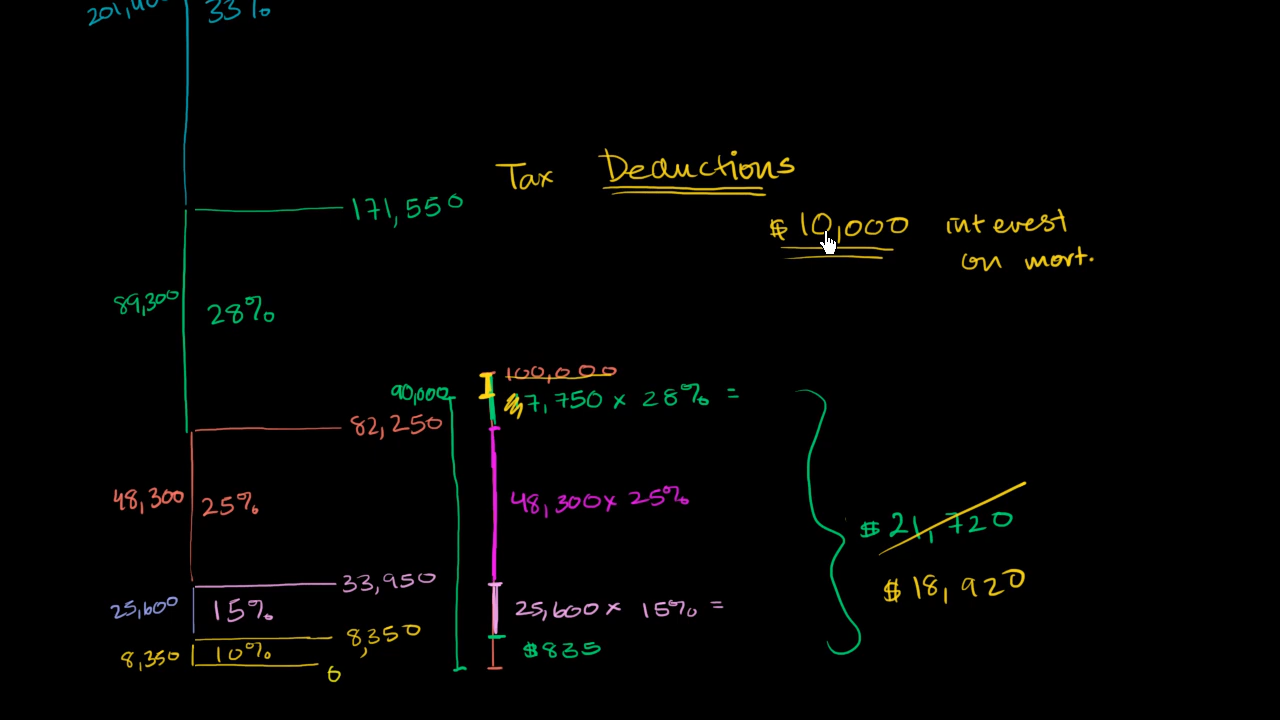 201,400 33%
Tax Deductions
171,550
$10,000 interest
on mort.
89,300 28%
100,000
90,000
7,750 x 28% =
82,250
48,300 25%
48,300 x 25%
$21,720
33,950
$18,920
25,600 15%
25,600 x 15% =
8,350
$835
8,350 10%
0